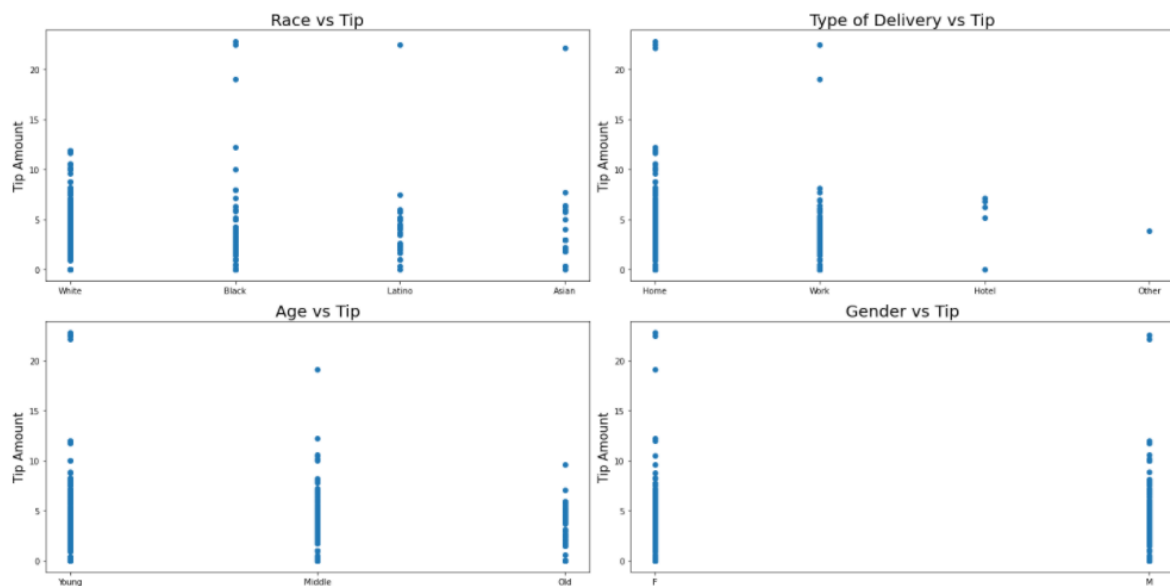 Race vs Tip
Tip Amount
20
15
10
5
0
White Black Latino Asian
Type of Delivery vs Tip
Tip Amount
20
15
10
5
0
Home Work Hotel Other
Age vs Tip
Tip Amount
20
15
10
5
0
Young Middle Old
Gender vs Tip
Tip Amount
20
15
10
5
0
F M